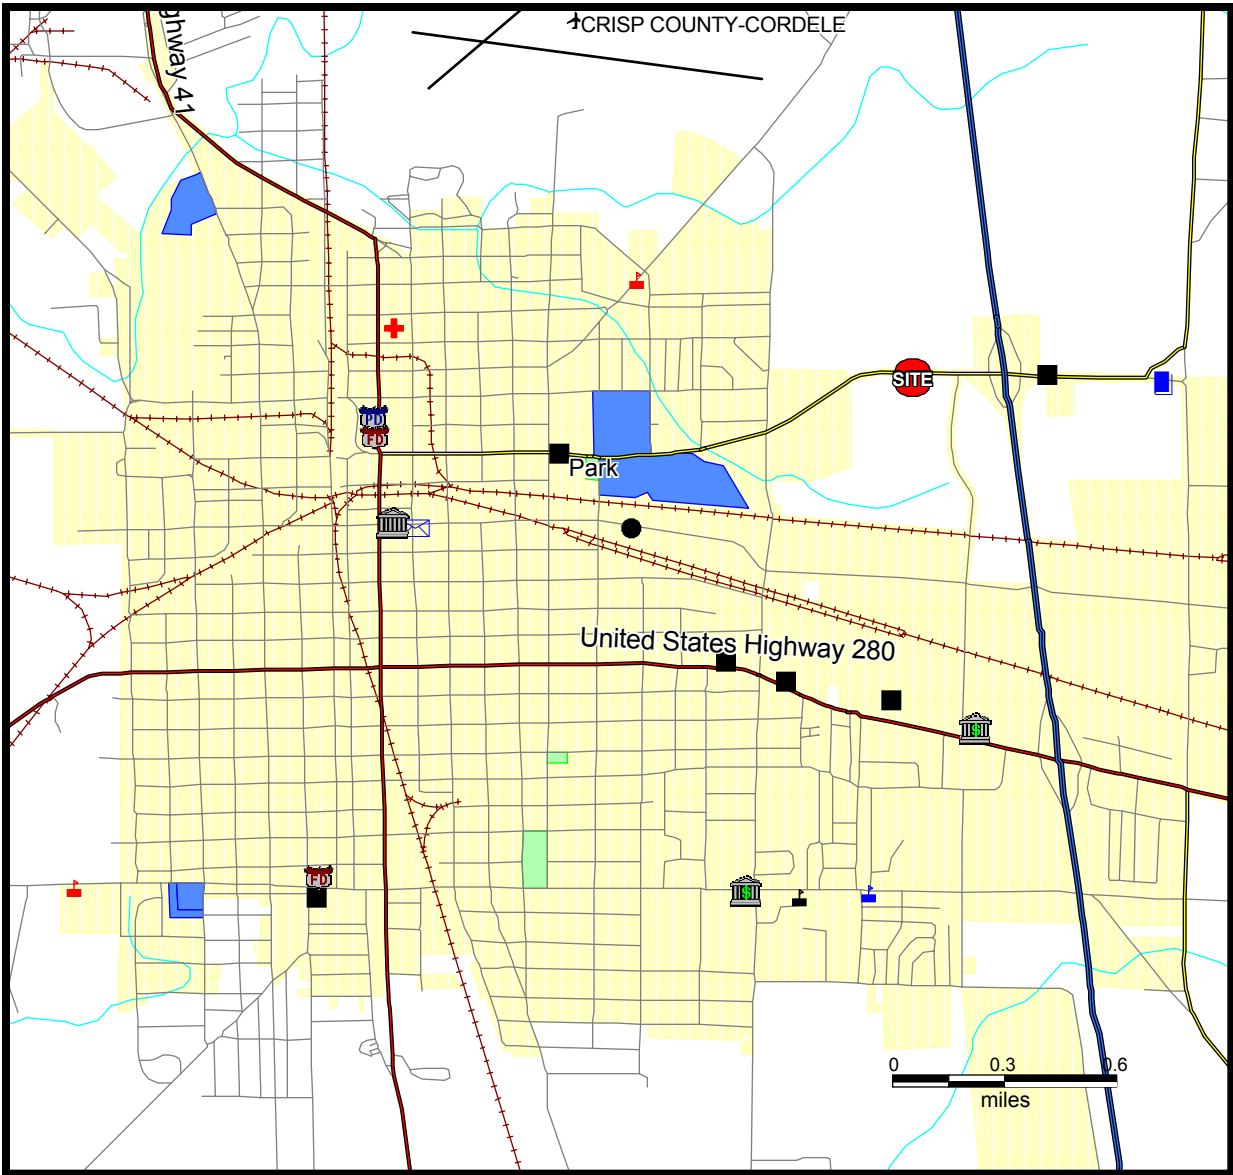 CRISP COUNTY-CORDELE
ghway 41
SITE
PD
FD
Park
United States Highway 280
$
FD
$
0 0.3 0.6
miles